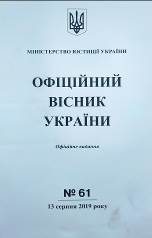 МІНІСТЕРСТВО ЮСТИЦІЇ УКРАЇНИ
ОФІЦІЙНИЙ
ВІСНИК
УКРАЇНИ
Офіційне видання
№ 61
13 серпня 2019 року